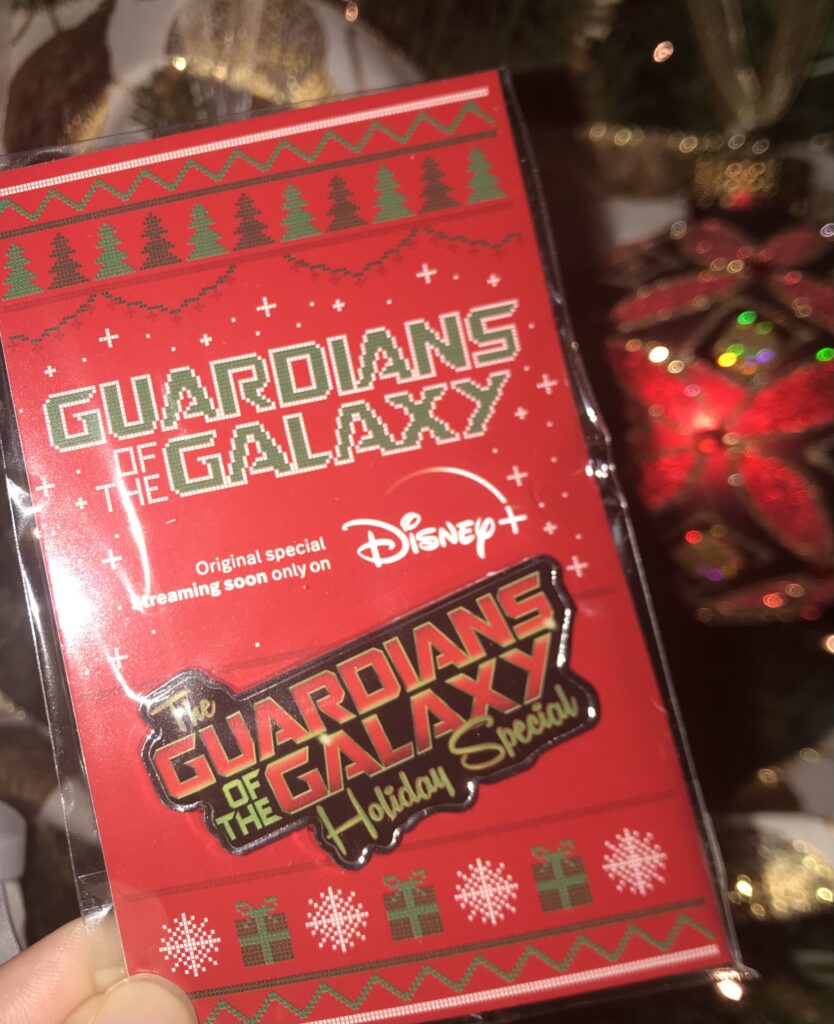 GUARDIANS
OF
THE GALAXY
Original special
streaming soon only on
Disney+
The
GUARDIANS
OF
THE GALAXY
Holiday Special